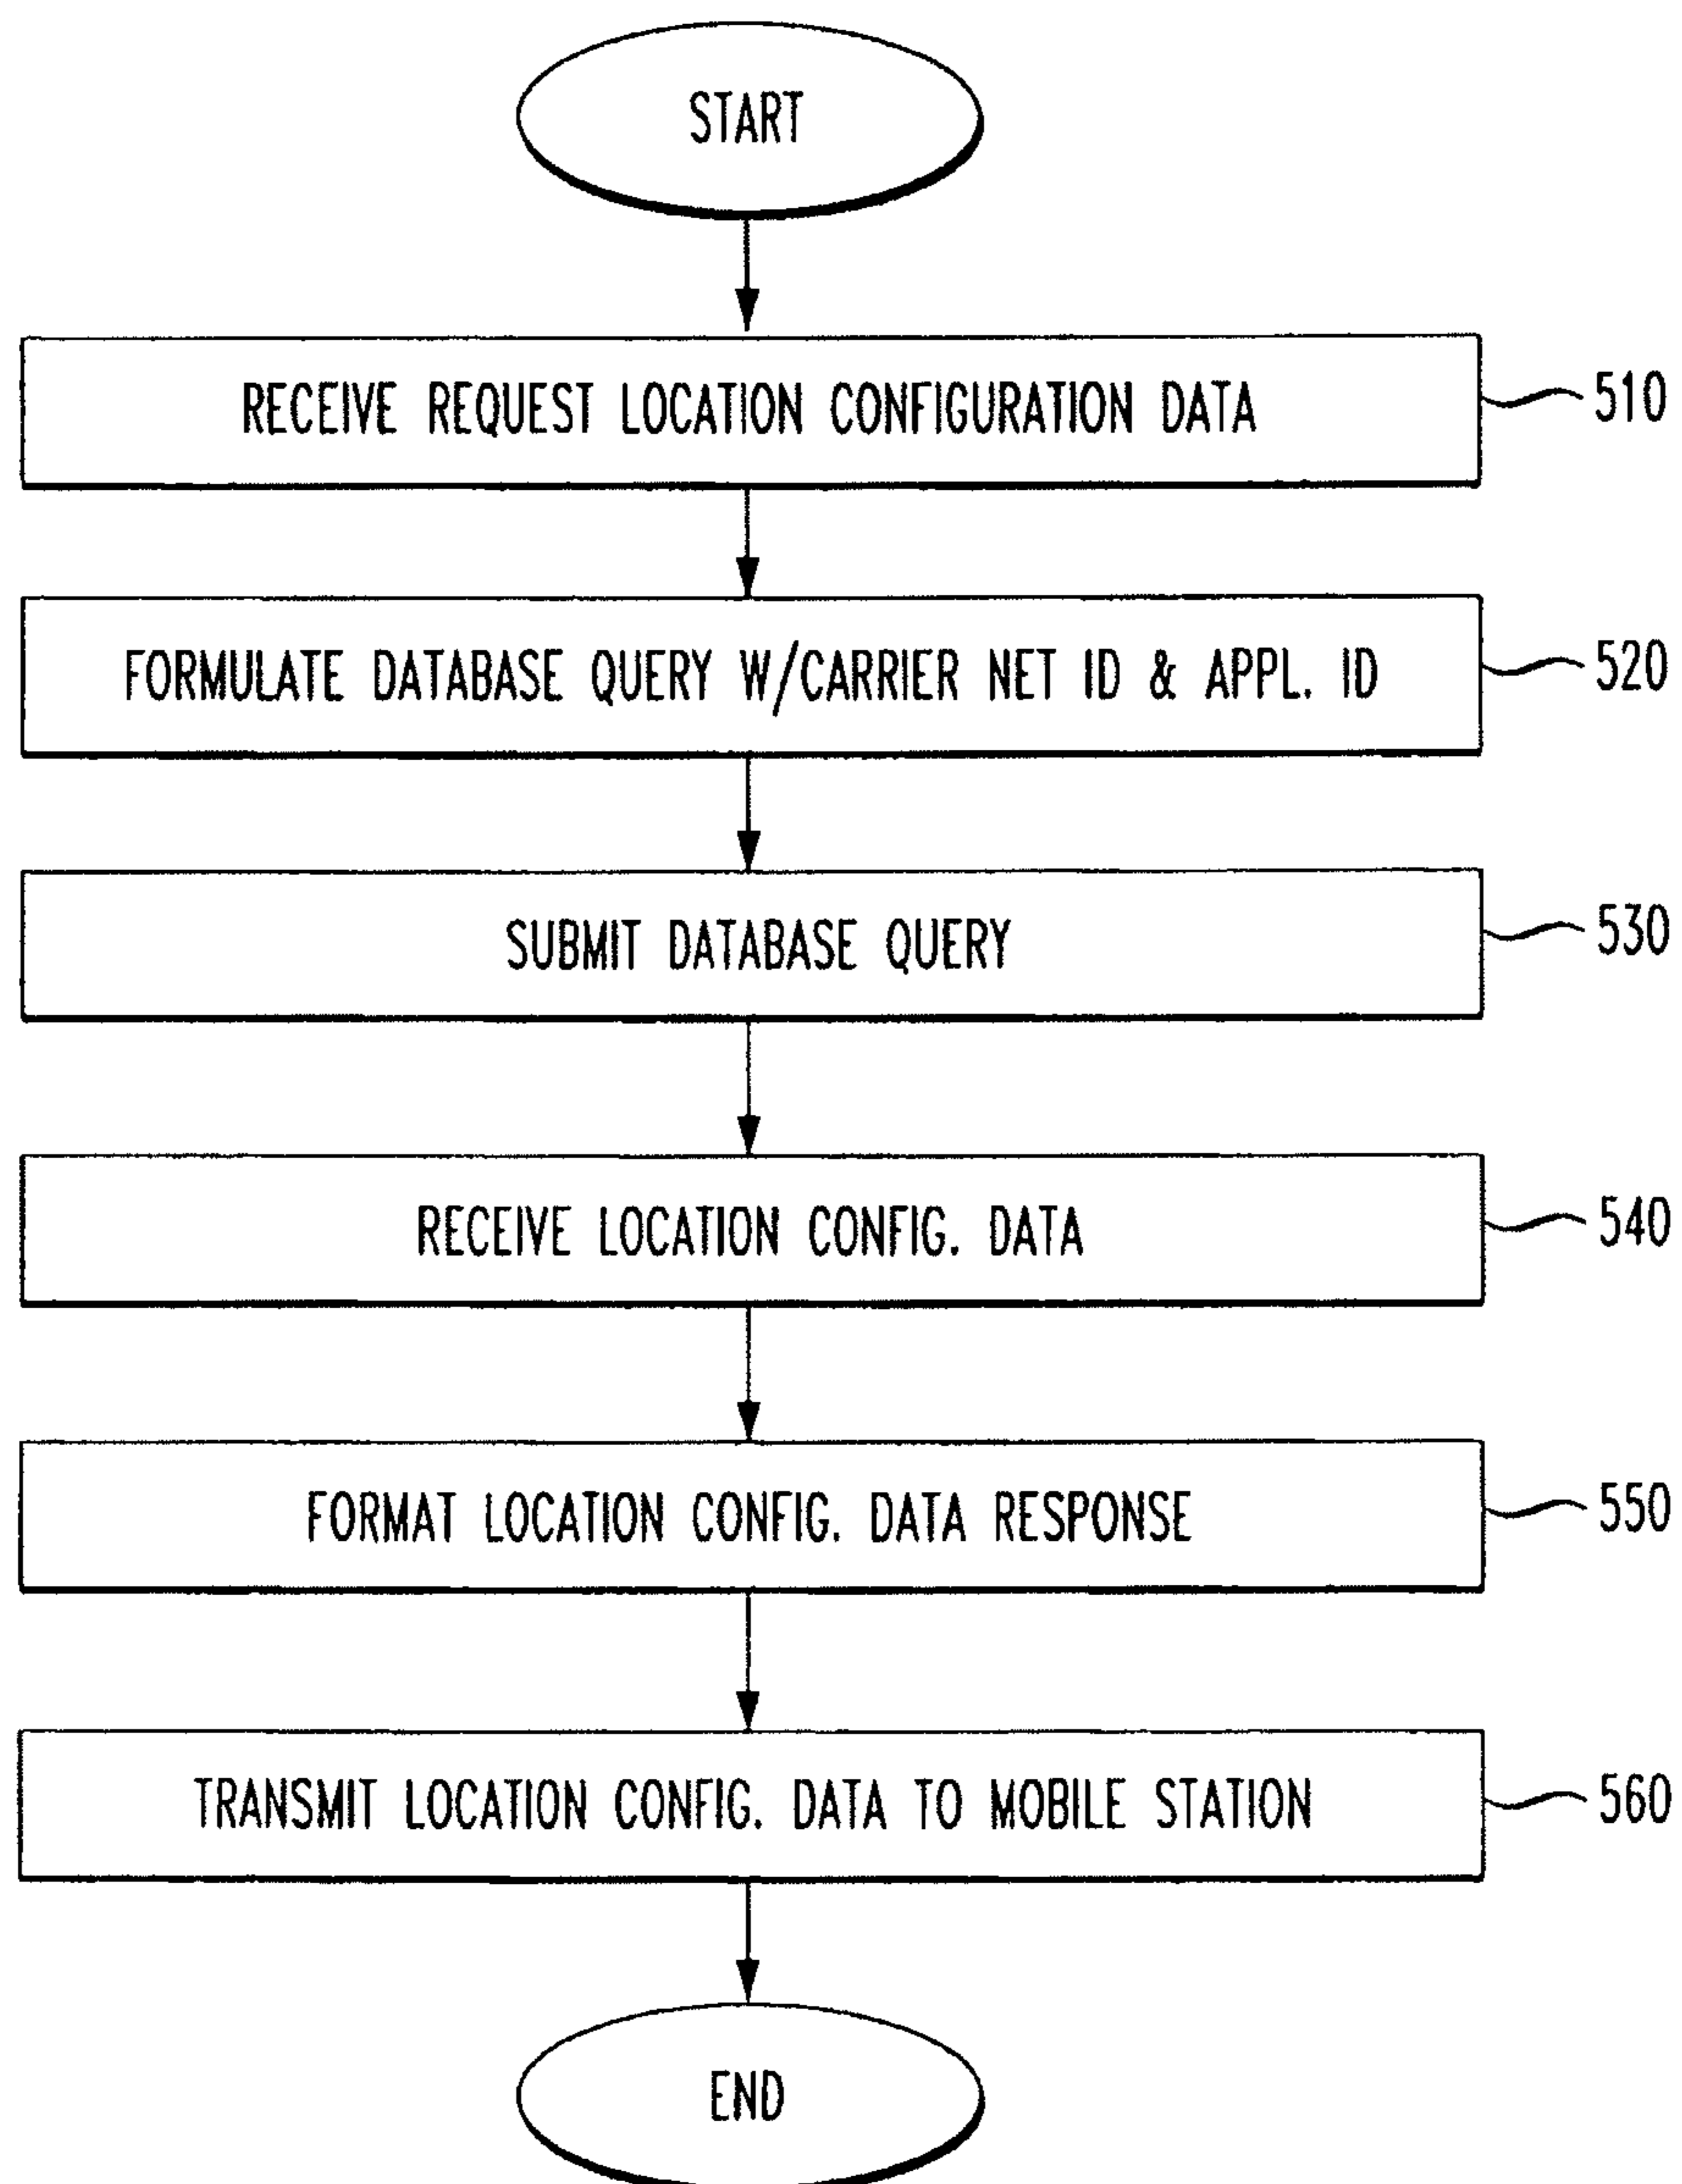 START
RECEIVE REQUEST LOCATION CONFIGURATION DATA
510
FORMULATE DATABASE QUERY W/CARRIER NET ID & APPL. ID
520
SUBMIT DATABASE QUERY
530
RECEIVE LOCATION CONFIG. DATA
540
FORMAT LOCATION CONFIG. DATA RESPONSE
550
TRANSMIT LOCATION CONFIG. DATA TO MOBILE STATION
560
END